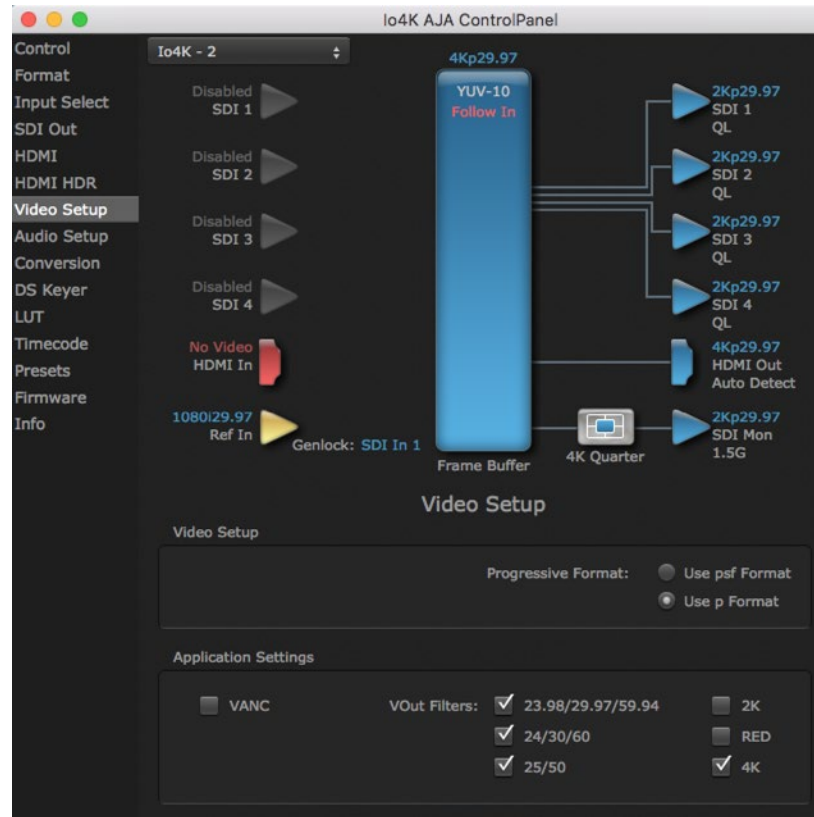 Io4K AJA ControlPanel
Control
Format
Input Select
SDI Out
HDMI
HDMI HDR
Video Setup
Audio Setup
Conversion
DS Keyer
LUT
Timecode
Presets
Firmware
Info
Io4K - 2
4Kp29.97
YUV-10
Follow In
Disabled
SDI 1
Disabled
SDI 2
Disabled
SDI 3
Disabled
SDI 4
No Video
HDMI In
1080i29.97
Ref In
Genlock: SDI In 1
Frame Buffer
4K Quarter
2Kp29.97
SDI 1
QL
2Kp29.97
SDI 2
QL
2Kp29.97
SDI 3
QL
2Kp29.97
SDI 4
QL
4Kp29.97
HDMI Out
Auto Detect
2Kp29.97
SDI Mon
1.5G
Video Setup
Video Setup
Progressive Format:
Use psf Format
Use p Format
Application Settings
VANC
VOut Filters:
23.98/29.97/59.94
2K
24/30/60
RED
25/50
4K